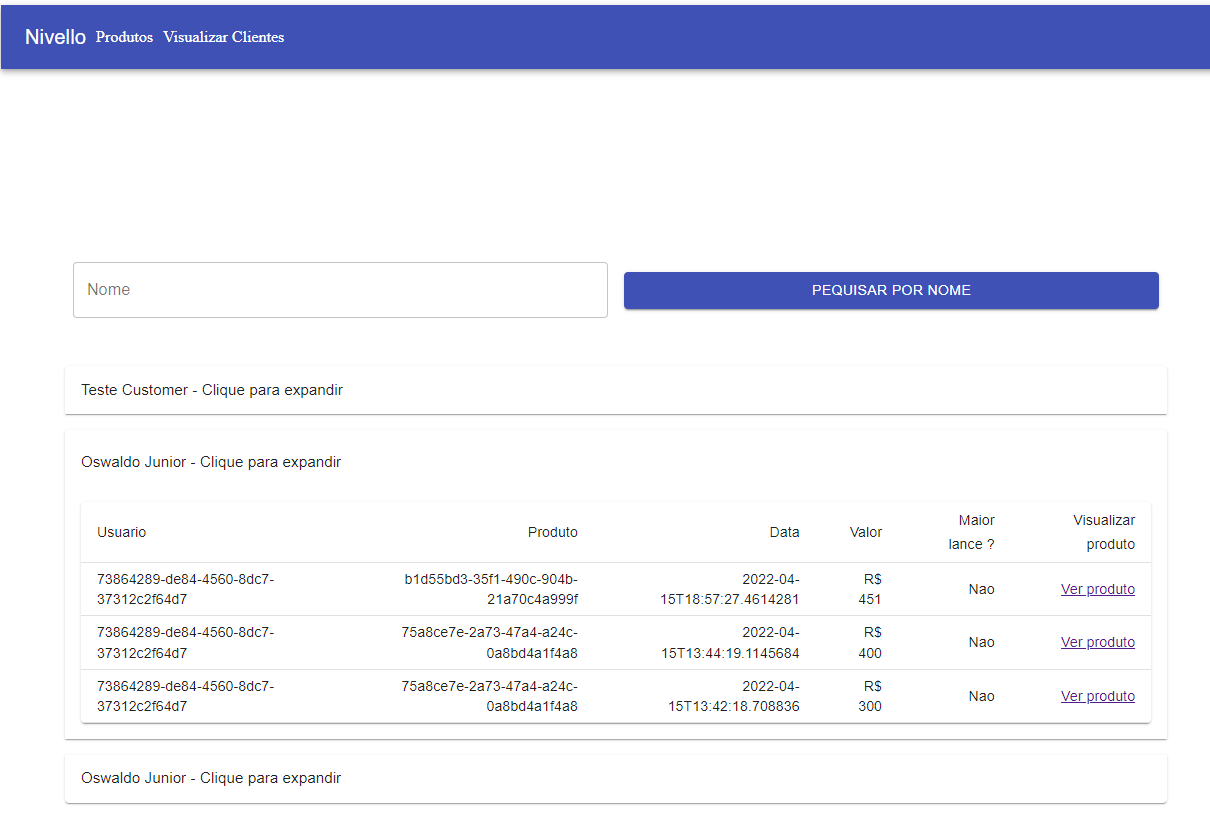 Nivello Produtos Visualizar Clientes
Nome
PEQUISAR POR NOME
Teste Customer - Clique para expandir
Oswaldo Junior - Clique para expandir
Usuario Produto Data Valor Maior lance ? Visualizar produto
73864289-de84-4560-8dc7- b1d55bd3-35f1-490c-904b- 2022-04- R$
37312c2f64d7 21a70c4a999f 15T18:57:27.4614281 451 Nao Ver produto
73864289-de84-4560-8dc7- 75a8ce7e-2a73-47a4-a24c- 2022-04- R$
37312c2f64d7 0a8bd4a1f4a8 15T13:44:19.1145684 400 Nao Ver produto
73864289-de84-4560-8dc7- 75a8ce7e-2a73-47a4-a24c- 2022-04- R$
37312c2f64d7 0a8bd4a1f4a8 15T13:42:18.708836 300 Nao Ver produto
Oswaldo Junior - Clique para expandir